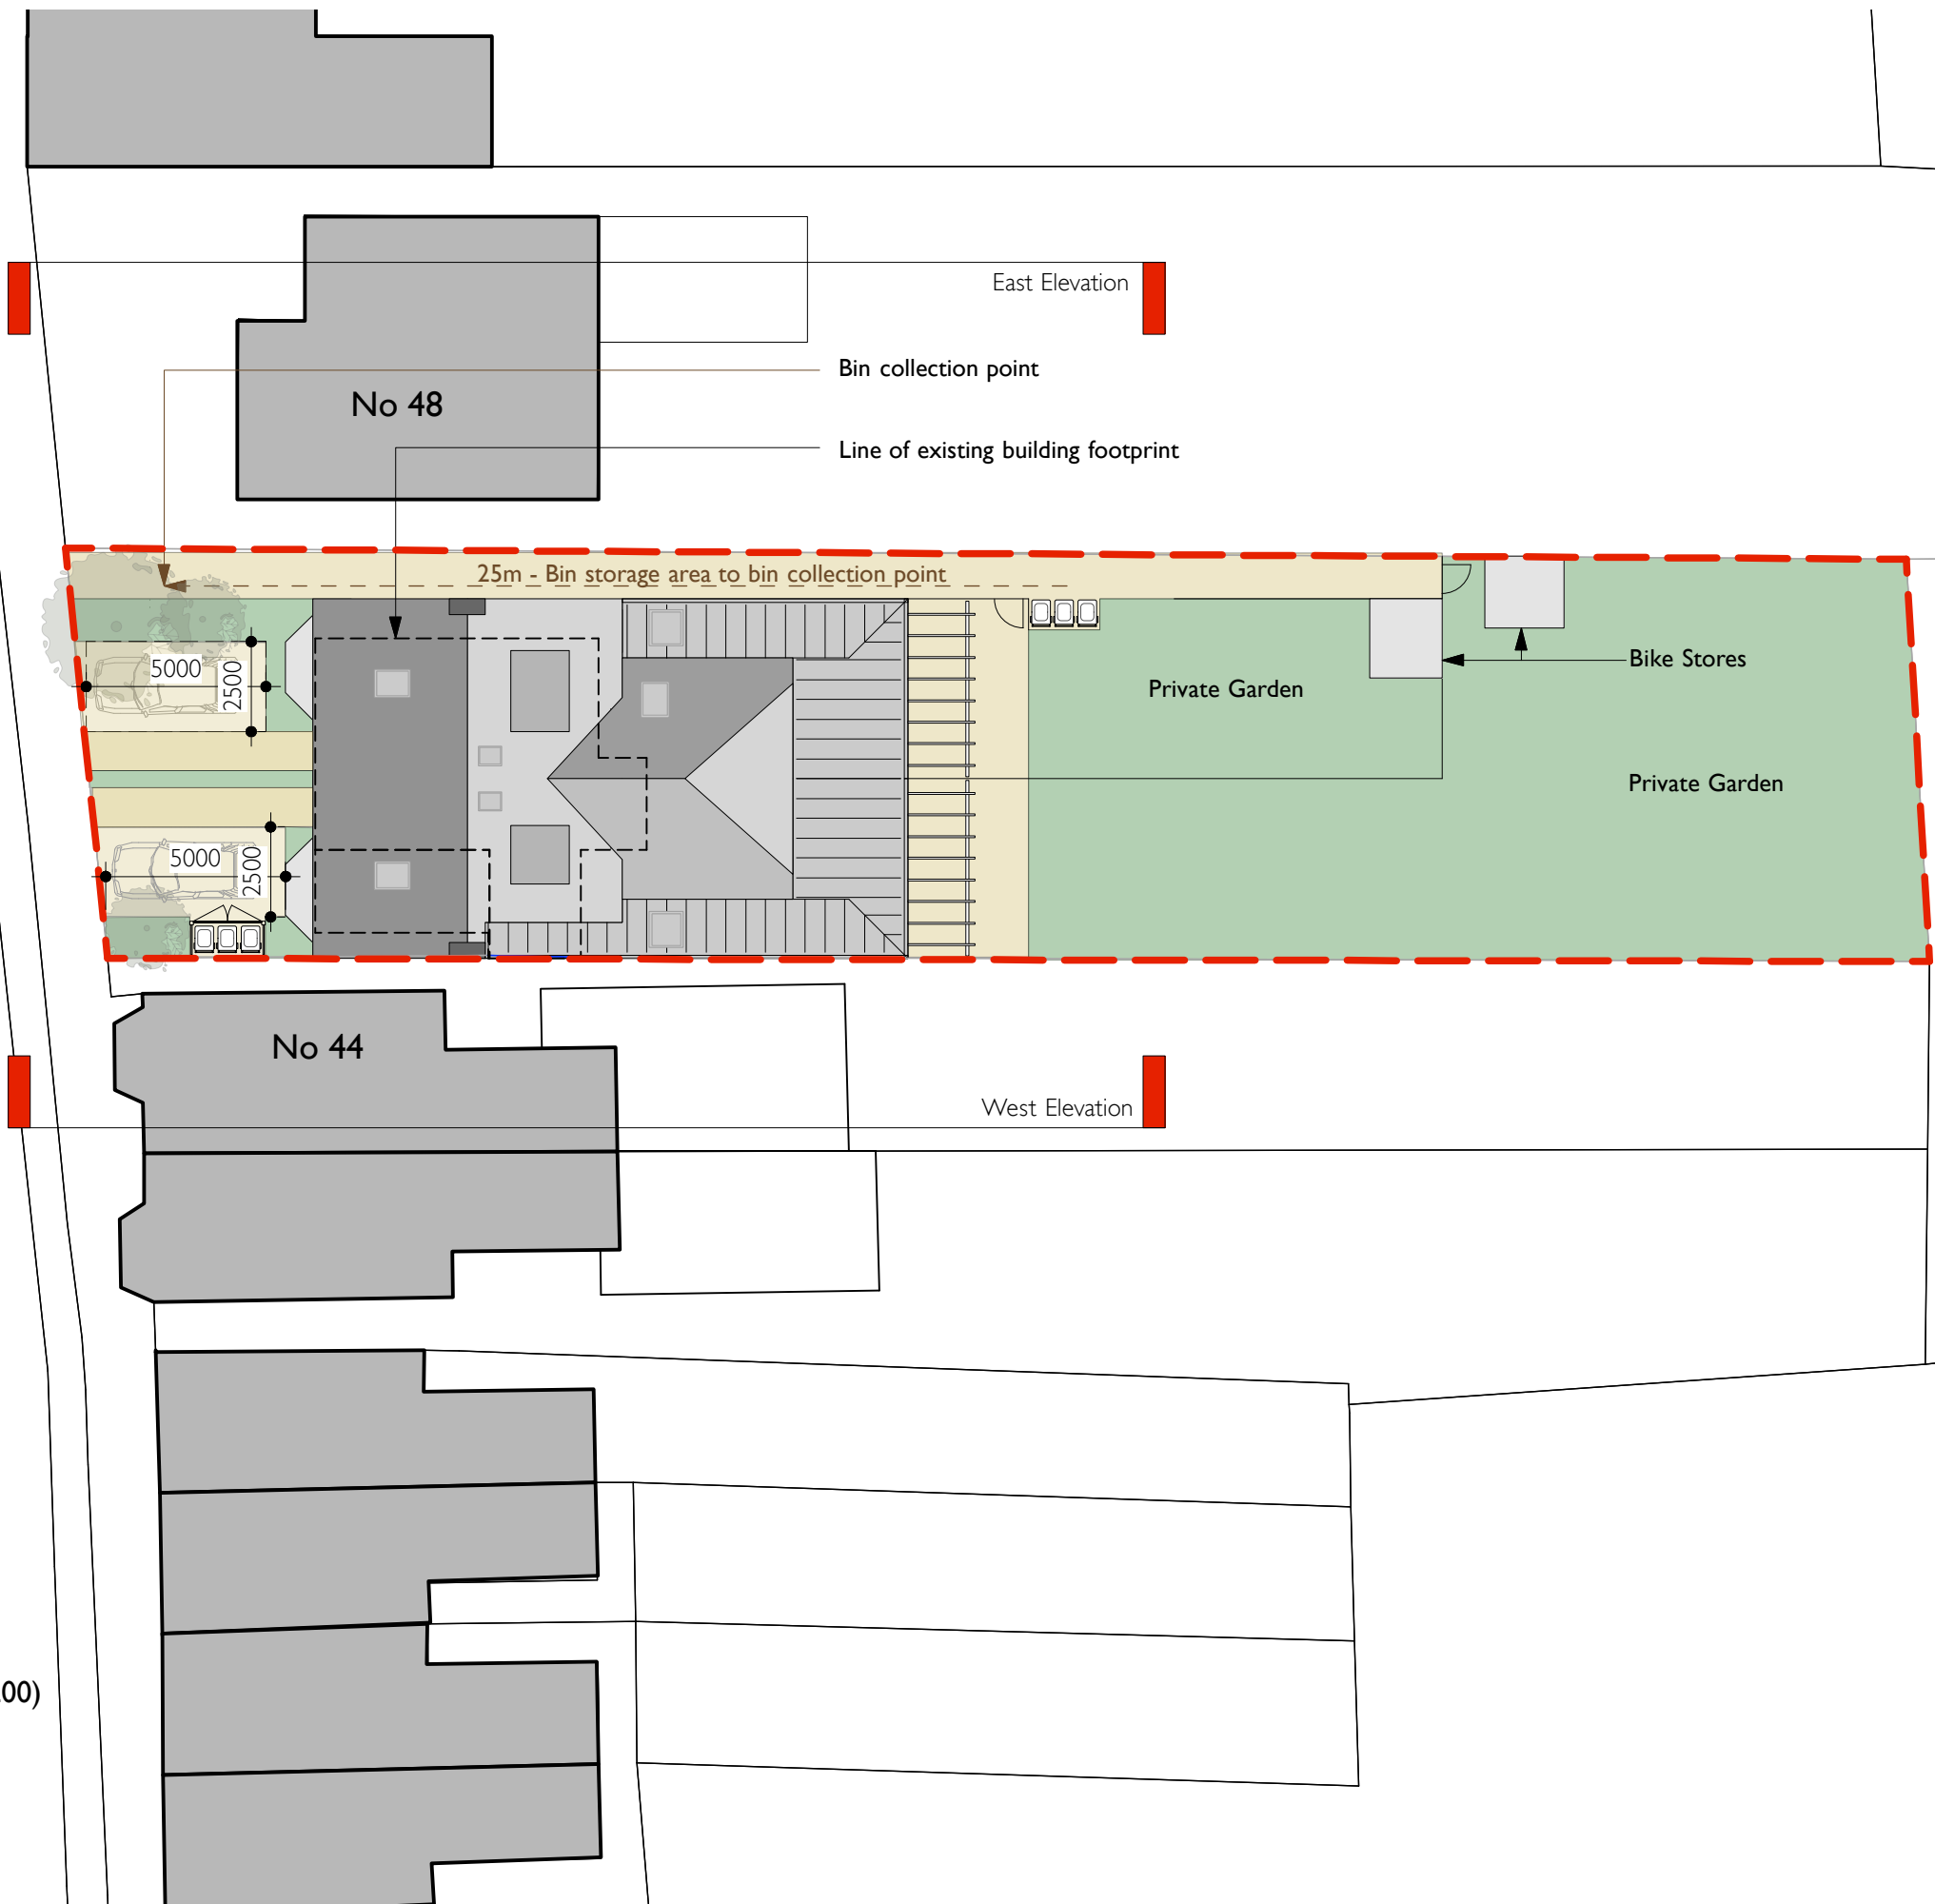 East Elevation
Bin collection point
No 48
Line of existing building footprint
25m - Bin storage area to bin collection point
5000
2500
Bike Stores
Private Garden
Private Garden
5000
2500
No 44
West Elevation
00)